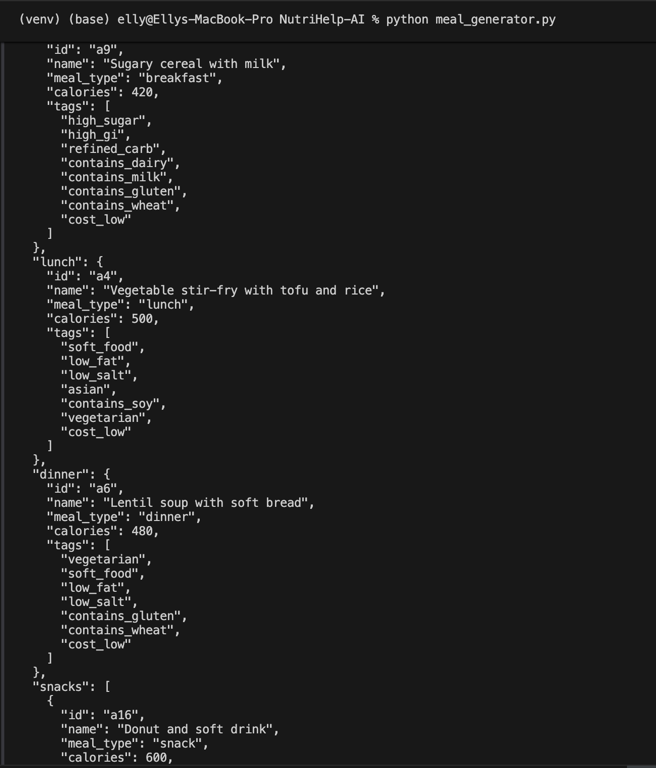 (venv) (base) elly@Ellys-MacBook-Pro NutriHelp-AI % python meal_generator.py
"id": "a9",
"name": "Sugary cereal with milk",
"meal_type": "breakfast",
"calories": 420,
"tags": [
"high_sugar",
"high_gi",
"refined_carb",
"contains_dairy",
"contains_milk",
"contains_gluten",
"contains_wheat",
"cost_low"
]
},
"lunch": {
"id": "a4",
"name": "Vegetable stir-fry with tofu and rice",
"meal_type": "lunch",
"calories": 500,
"tags": [
"soft_food",
"low_fat",
"low_salt",
"asian",
"contains_soy",
"vegetarian",
"cost_low"
]
},
"dinner": {
"id": "a6",
"name": "Lentil soup with soft bread",
"meal_type": "dinner",
"calories": 480,
"tags": [
"vegetarian",
"soft_food",
"low_fat",
"low_salt",
"contains_gluten",
"contains_wheat",
"cost_low"
]
},
"snacks": [
{
"id": "a16",
"name": "Donut and soft drink",
"meal_type": "snack",
"calories": 600,